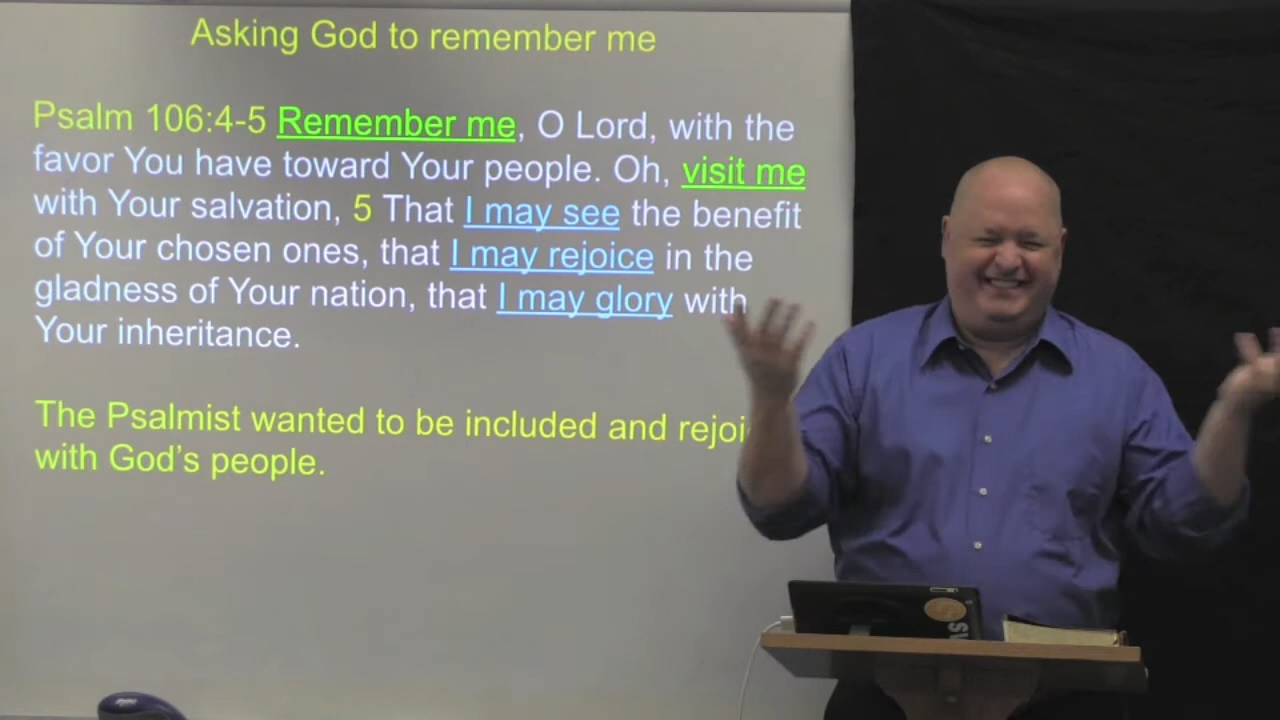 Asking God to remember me
Psalm 106:4-5 Remember me, O Lord, with the
favor You have toward Your people. Oh, visit me
with Your salvation, 5 That I may see the benefit
of Your chosen ones, that I may rejoice in the
gladness of Your nation, that I may glory with
Your inheritance.
The Psalmist wanted to be included and rejoi
with God's people.